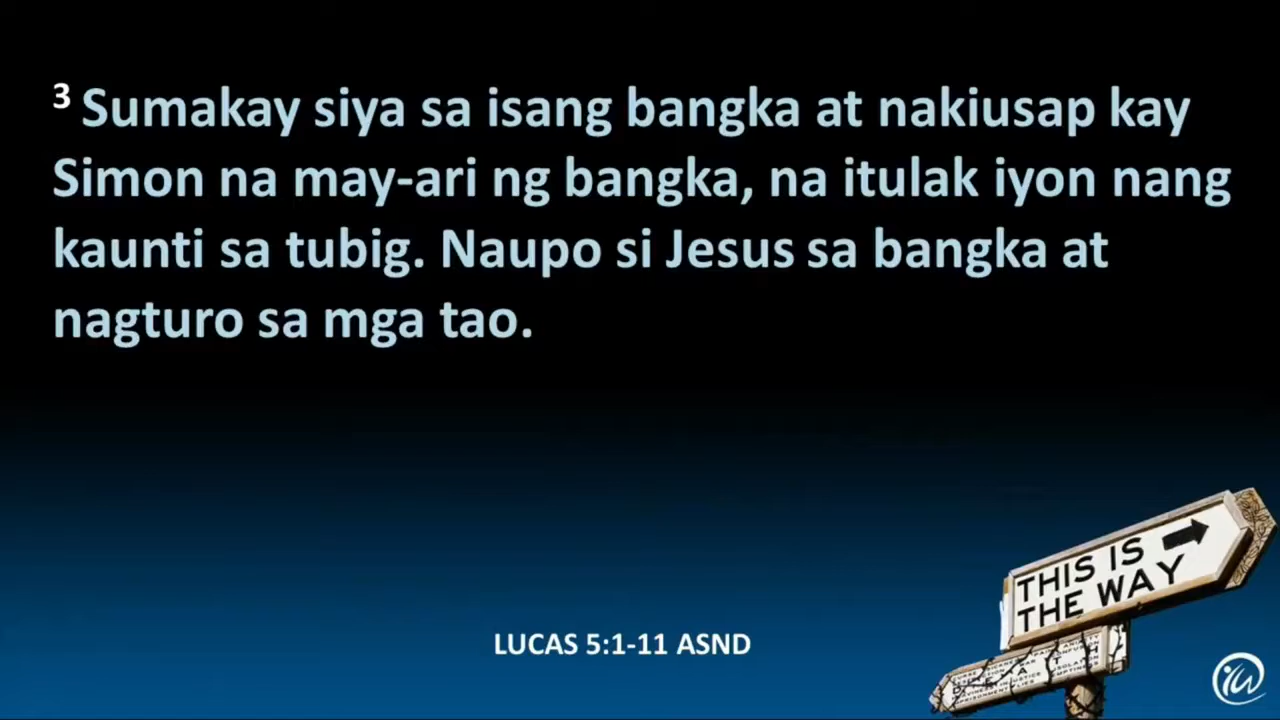 3 Sumakay siya sa isang bangka at nakiusap kay
Simon na may-ari ng bangka, na itulak iyon nang
kaunti sa tubig. Naupo si Jesus sa bangka at
nagturo sa mga tao.
LUCAS 5:1-11 ASND
THIS IS
THE WAY
DEATH